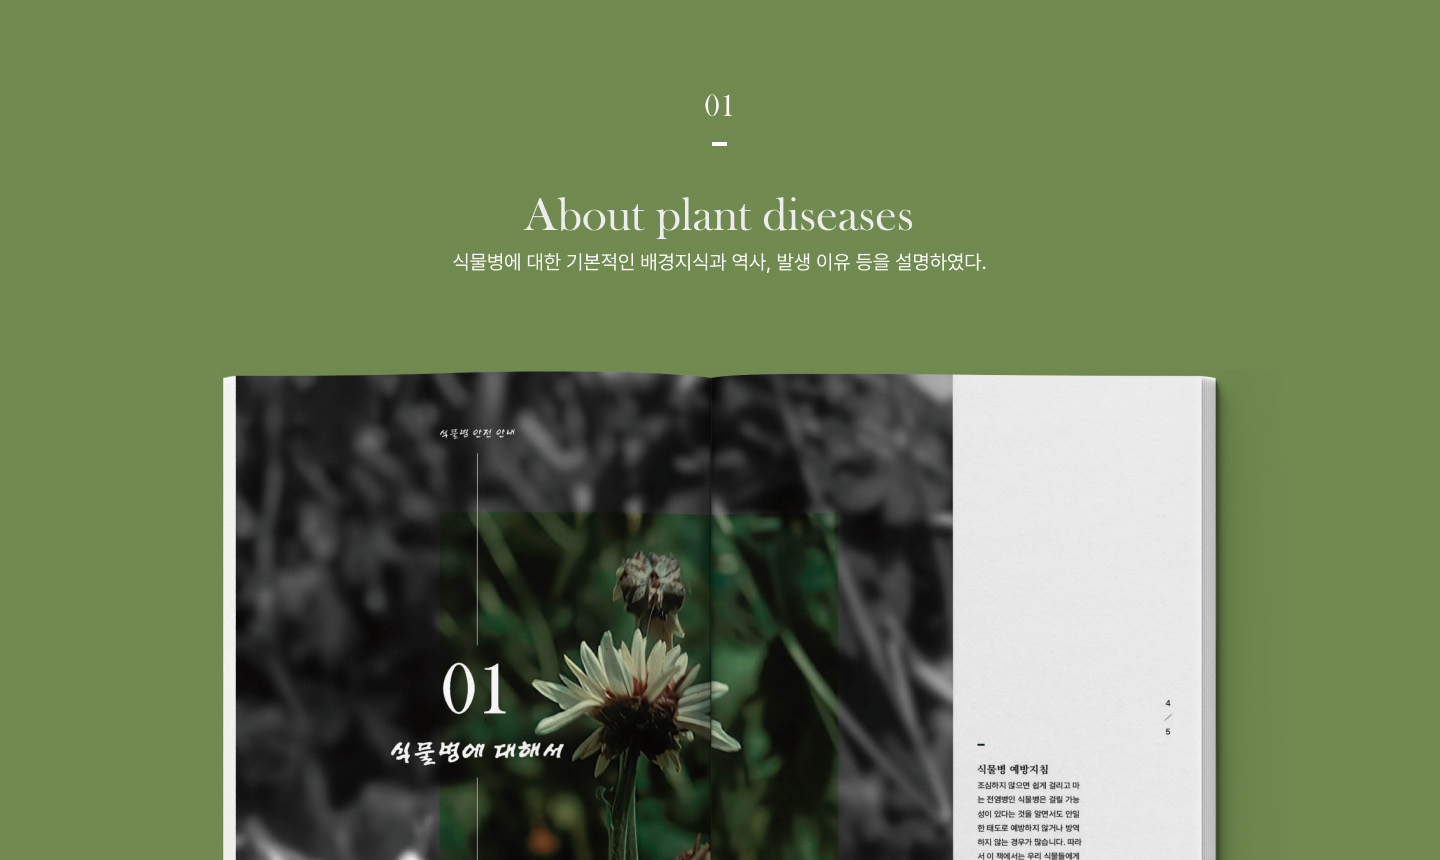 01
About plant diseases
식물병에 대한 기본적인 배경지식과 역사, 발생 이유 등을 설명하였다.
식물병 안전 안내
01
식물병에 대해서
4
/
5
식물병 예방지침
조심하지 않으면 쉽게 걸리고 마
는 전염병인 식물병은 걸릴 가능
성이 있다는 것을 알면서도 안일
한 태도로 예방하지 않거나 방역
하지 않는 경우가 많습니다. 따라
서 이 책에서는 우리 식물들에게